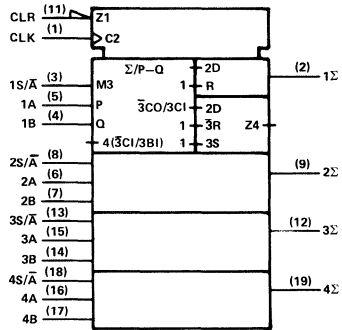 CLR (11) Z1
CLK (1) C2
Σ/P–Q 1 2D R (2) 1Σ
1S/A̅ (3) M3
1A (5) P 3̅CO/3CI 2D
1B (4) Q 1 3̅R Z4
4(3̅CI/3BI) 1 3S
2S/A̅ (8) (9) 2Σ
2A (6)
2B (7)
3S/A̅ (13) (12) 3Σ
3A (15)
3B (14)
4S/A̅ (18) (19) 4Σ
4A (16)
4B (17)